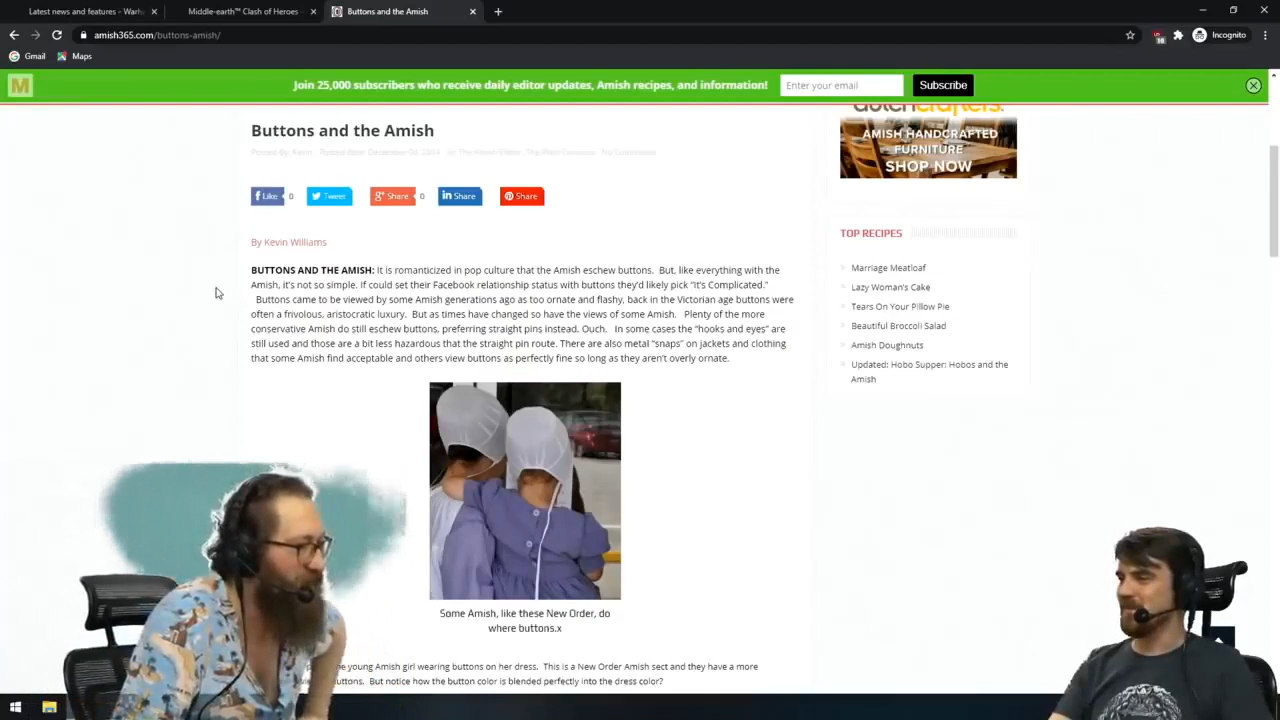 Latest news and features - Warh
Middle-earth™ Clash of Heroes -
Buttons and the Amish
amish365.com/buttons-amish/
18
Incognito
Gmail
Maps
M
Join 25,000 subscribers who receive daily editor updates, Amish recipes, and information!
Enter your email
Subscribe
dutchcrafters.
AMISH HANDCRAFTED
FURNITURE
SHOP NOW
Buttons and the Amish
Like 0
Tweet
Share 0
Share
Share
By Kevin Williams
BUTTONS AND THE AMISH: It is romanticized in pop culture that the Amish eschew buttons. But, like everything with the
Amish, it's not so simple. If could set their Facebook relationship status with buttons they'd likely pick "It's Complicated."
Buttons came to be viewed by some Amish generations ago as too ornate and flashy, back in the Victorian age buttons were
often a frivolous, aristocratic luxury. But as times have changed so have the views of some Amish. Plenty of the more
conservative Amish do still eschew buttons, preferring straight pins instead. Ouch. In some cases the "hooks and eyes" are
still used and those are a bit less hazardous that the straight pin route. There are also metal "snaps" on jackets and clothing
that some Amish find acceptable and others view buttons as perfectly fine so long as they aren't overly ornate.
Some Amish, like these New Order, do
where buttons.x
ne young Amish girl wearing buttons on her dress. This is a New Order Amish sect and they have a more
uttons. But notice how the button color is blended perfectly into the dress color?
TOP RECIPES
Marriage Meatloaf
Lazy Woman's Cake
Tears On Your Pillow Pie
Beautiful Broccoli Salad
Amish Doughnuts
Updated: Hobo Supper: Hobos and the
Amish